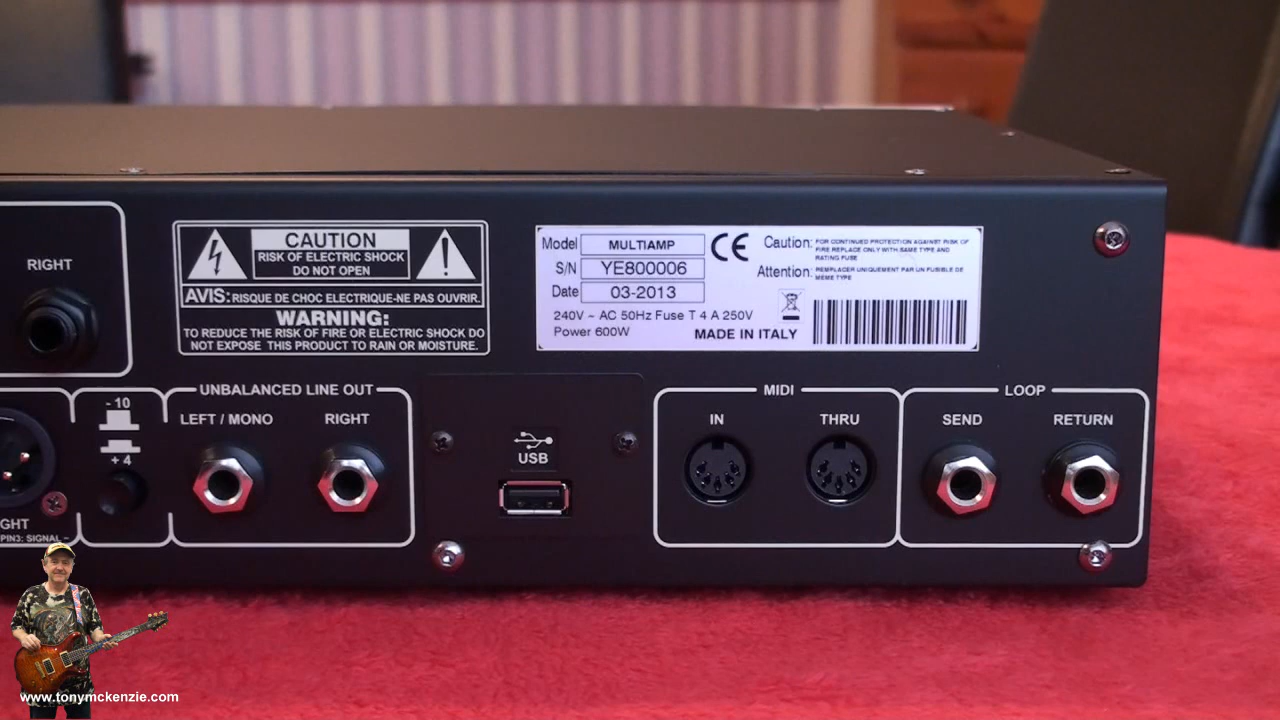 RIGHT
CAUTION
RISK OF ELECTRIC SHOCK
DO NOT OPEN
AVIS: RISQUE DE CHOC ELECTRIQUE-NE PAS OUVRIR.
WARNING:
TO REDUCE THE RISK OF FIRE OR ELECTRIC SHOCK DO
NOT EXPOSE THIS PRODUCT TO RAIN OR MOISTURE.
Model MULTIAMP
S/N YE800006
Date 03-2013
240V ~ AC 50Hz Fuse T 4 A 250V
Power 600W
MADE IN ITALY
CE
Caution: FOR CONTINUED PROTECTION AGAINST RISK OF
FIRE REPLACE ONLY WITH SAME TYPE AND
RATING FUSE
Attention: REMPLACER UNIQUEMENT PAR UN FUSIBLE DE
MEME TYPE
- 10
+ 4
UNBALANCED LINE OUT
LEFT / MONO
RIGHT
USB
MIDI
IN
THRU
LOOP
SEND
RETURN
GHT
PIN3: SIGNAL -
www.tonymckenzie.com